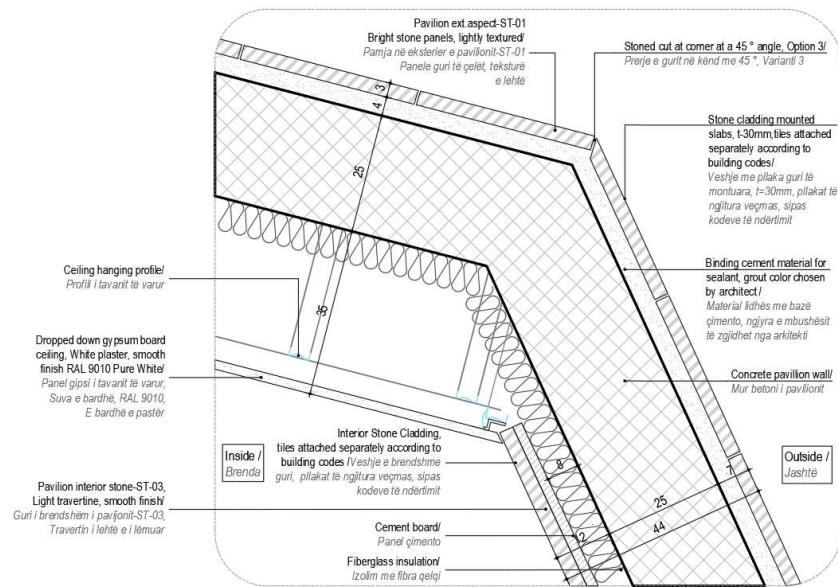 Pavilion ext.aspect-ST-01
Bright stone panels, lightly textured/
Pamja në eksterier e pavilionit-ST-01
Panele guri të çelët, teksturë
e lehtë
Stoned cut at corner at a 45 ° angle, Option 3/
Prerje e gurit në kënd me 45 °, Varianti 3
Stone cladding mounted
slabs, t-30mm,tiles attached
separately according to
building codes/
Veshje me pllaka guri të
montuara, t=30mm, pllakat të
ngjitura veçmas, sipas
kodeve të ndërtimit
3
4
25
35
Ceiling hanging profile/
Profili i tavanit të varur
Binding cement material for
sealant, grout color chosen
by architect /
Material lidhës me bazë
çimento, ngjyra e mbushësit
të zgjidhet nga arkitekti
Dropped down gypsum board
ceiling, White plaster, smooth
finish RAL 9010 Pure White/
Panel gipsi i tavanit të varur,
Suva e bardhë, RAL 9010,
E bardhë e pastër
Concrete pavillion wall/
Mur betoni i pavilionit
Inside /
Brenda
Interior Stone Cladding,
tiles attached separately according to
building codes /Veshje e brendshme
guri, pllakat të ngjitura veçmas, sipas
kodeve të ndërtimit
Outside /
Jashtë
Pavilion interior stone-ST-03,
Light travertine, smooth finish/
Guri i brendshëm i pavijonit-ST-03,
Travertin i lehtë e i lëmuar
8
7
25
44
12
Cement board/
Panel çimento
Fiberglass insulation/
Izolim me fibra qelqi